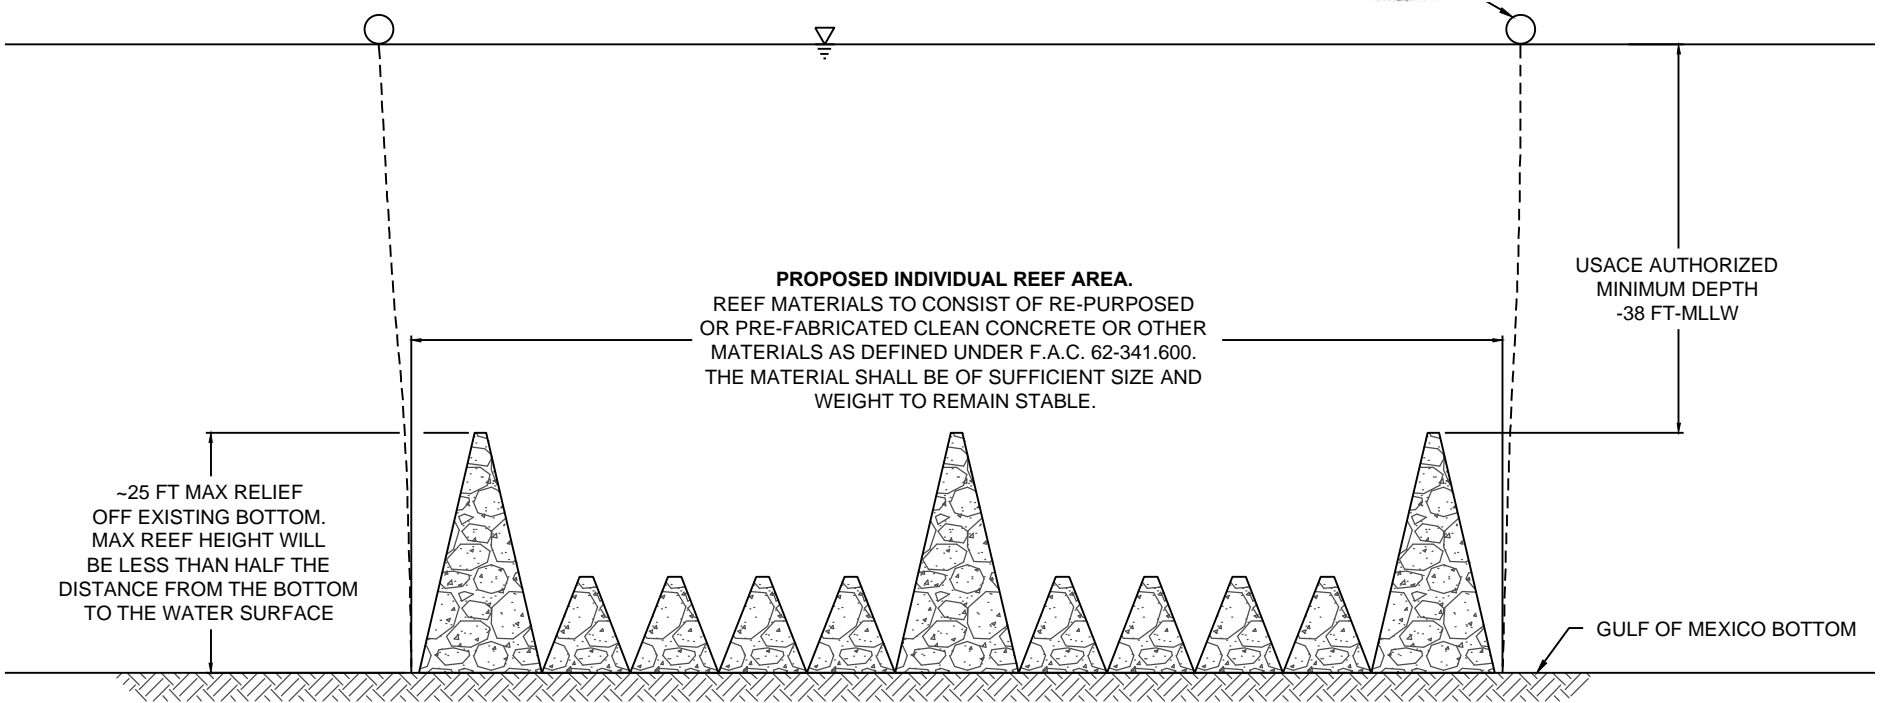 PROPOSED INDIVIDUAL REEF AREA.
REEF MATERIALS TO CONSIST OF RE-PURPOSED
OR PRE-FABRICATED CLEAN CONCRETE OR OTHER
MATERIALS AS DEFINED UNDER F.A.C. 62-341.600.
THE MATERIAL SHALL BE OF SUFFICIENT SIZE AND
WEIGHT TO REMAIN STABLE.
USACE AUTHORIZED
MINIMUM DEPTH
-38 FT-MLLW
~25 FT MAX RELIEF
OFF EXISTING BOTTOM.
MAX REEF HEIGHT WILL
BE LESS THAN HALF THE
DISTANCE FROM THE BOTTOM
TO THE WATER SURFACE
GULF OF MEXICO BOTTOM